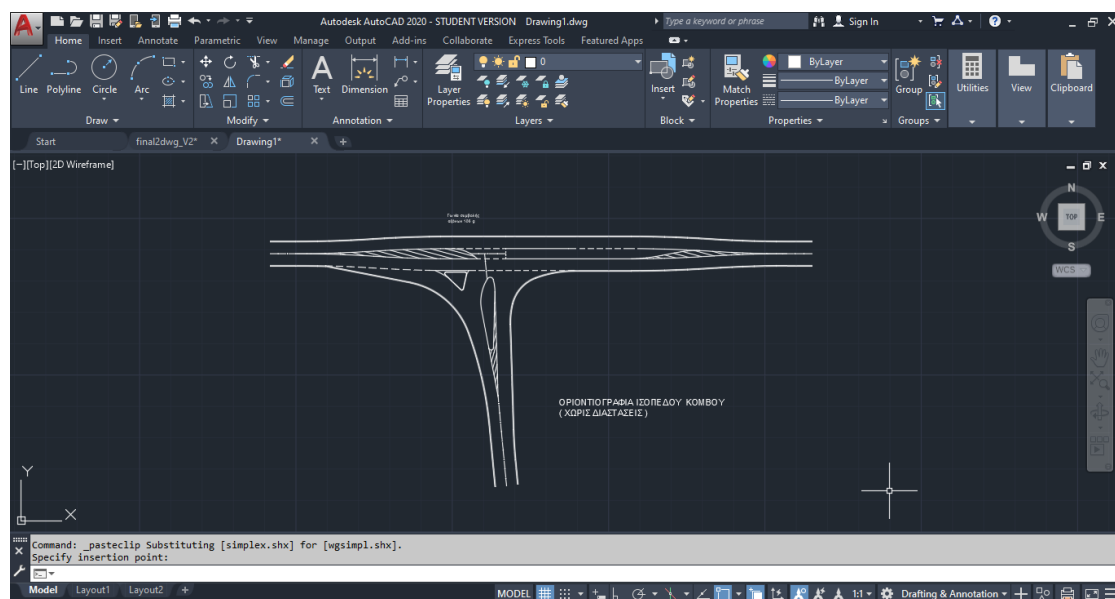 Autodesk AutoCAD 2020 - STUDENT VERSION Drawing1.dwg
Type a keyword or phrase
Sign In
Home Insert Annotate Parametric View Manage Output Add-ins Collaborate Express Tools Featured Apps
Line Polyline Circle Arc
Text Dimension
Layer Properties
0
Insert
Match Properties
ByLayer
ByLayer
ByLayer
Group
Utilities
View
Clipboard
Draw Modify Annotation Layers Block Properties Groups
Start final2dwg_V2* Drawing1*
[−][Top][2D Wireframe]
N
W TOP E
S
WCS
ΟΡΙΟΝΤΙΟΓΡΑΦΙΑ ΙΣΟΠΕΔΟΥ ΚΟΜΒΟΥ
( ΧΩΡΙΣ ΔΙΑΣΤΑΣΕΙΣ )
Y
X
Command: _pasteclip Substituting [simplex.shx] for [wgsimpl.shx].
Specify insertion point:
Model Layout1 Layout2
MODEL 1:1 Drafting & Annotation